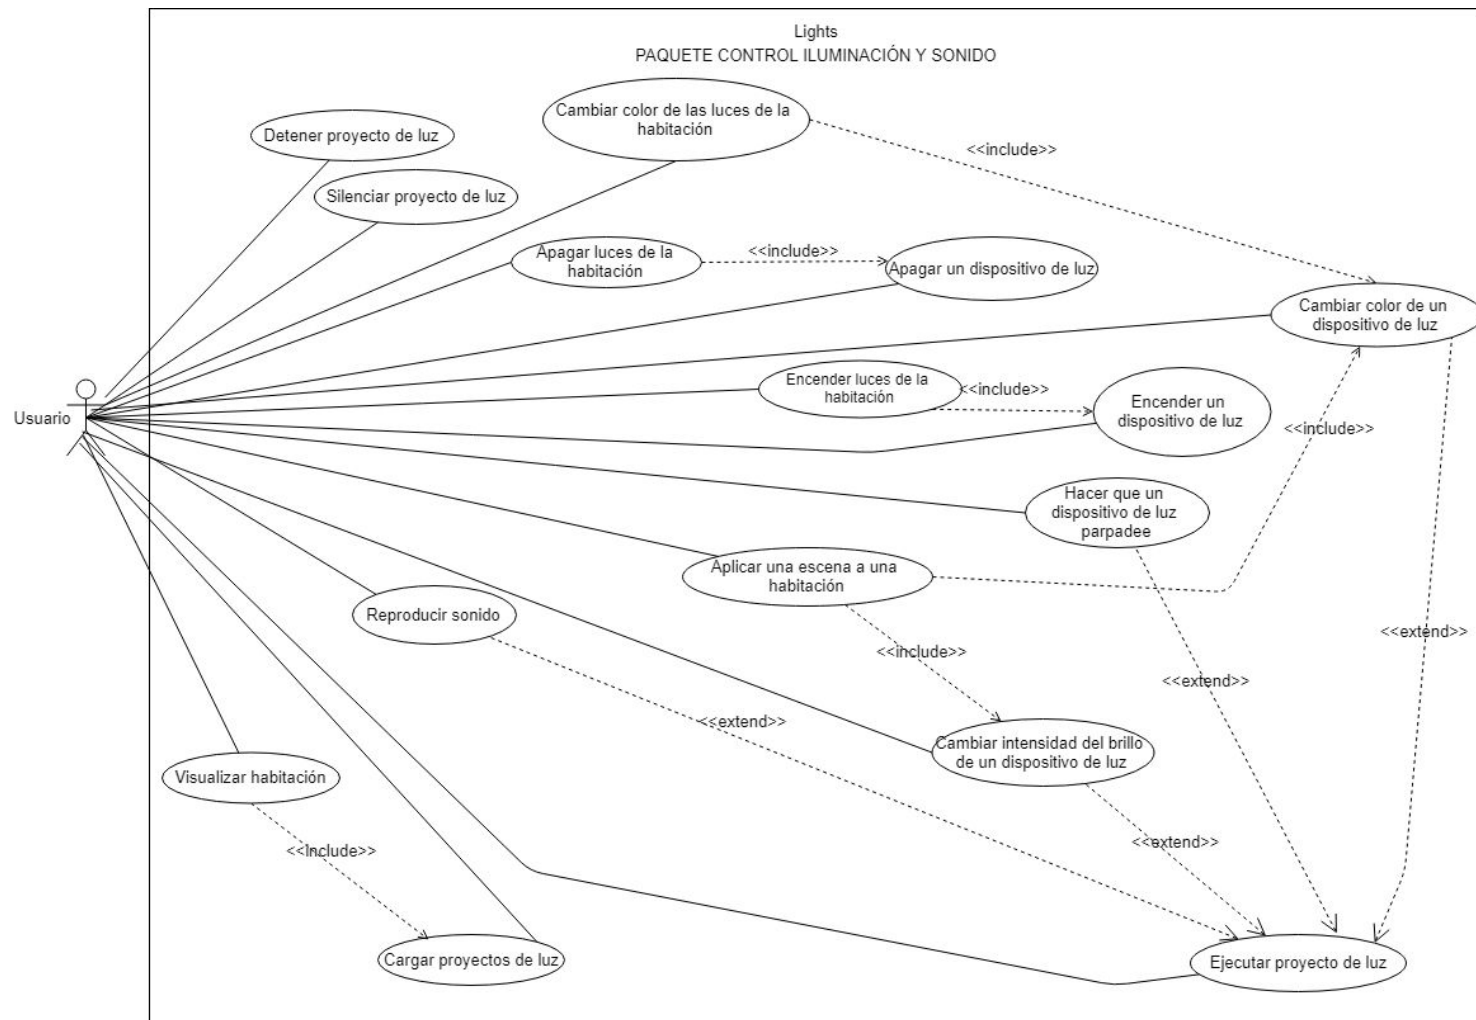 Lights
PAQUETE CONTROL ILUMINACIÓN Y SONIDO
Cambiar color de las luces de la
habitación
Detener proyecto de luz
<<include>>
Silenciar proyecto de luz
Apagar luces de la
habitación
<<include>>
Apagar un dispositivo de luz
Cambiar color de un
dispositivo de luz
Encender luces de la
habitación
<<include>>
Encender un
dispositivo de luz
Usuario
<<include>>
Hacer que un
dispositivo de luz
parpadee
Aplicar una escena a una
habitación
Reproducir sonido
<<extend>>
<<include>>
<<extend>>
<<extend>>
Cambiar intensidad del brillo
de un dispositivo de luz
Visualizar habitación
<<extend>>
<<Include>>
Cargar proyectos de luz
Ejecutar proyecto de luz